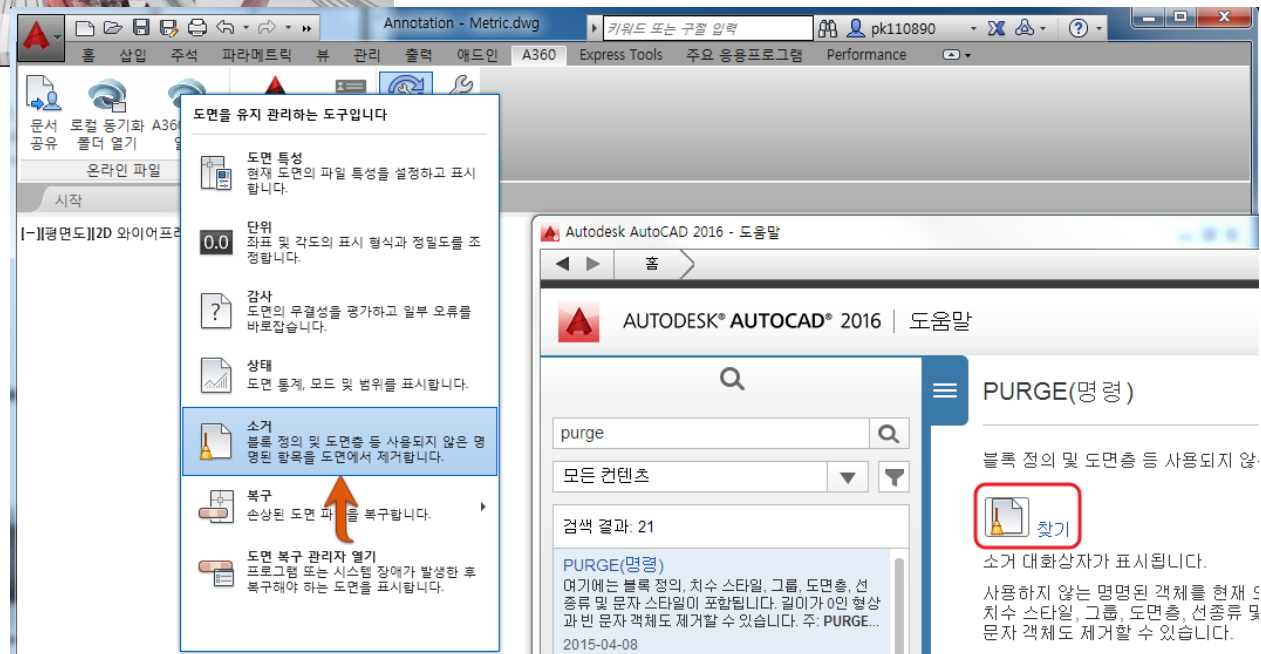 Annotation - Metric.dwg
키워드 또는 구절 입력
pk110890
홈 삽입 주석 파라메트릭 뷰 관리 출력 애드인 A360 Express Tools 주요 응용프로그램 Performance
문서 공유
로컬 동기화 폴더 열기
A36
온라인 파일
시작
[-][평면도][2D 와이어프
도면을 유지 관리하는 도구입니다
도면 특성
현재 도면의 파일 특성을 설정하고 표시
합니다.
0.0
단위
좌표 및 각도의 표시 형식과 정밀도를 조
정합니다.
감사
도면의 무결성을 평가하고 일부 오류를
바로잡습니다.
상태
도면 통계, 모드 및 범위를 표시합니다.
소거
블록 정의 및 도면층 등 사용되지 않은 명
명된 항목을 도면에서 제거합니다.
복구
손상된 도면 을 복구합니다.
도면 복구 관리자 열기
프로그램 또는 시스템 장애가 발생한 후
복구해야 하는 도면을 표시합니다.
Autodesk AutoCAD 2016 - 도움말
홈
AUTODESK® AUTOCAD® 2016 | 도움말
purge
모든 컨텐츠
검색 결과: 21
PURGE(명령)
여기에는 블록 정의, 치수 스타일, 그룹, 도면층, 선
종류 및 문자 스타일이 포함됩니다. 길이가 0인 형상
과 빈 문자 객체도 제거할 수 있습니다. 주: PURGE...
2015-04-08
PURGE(명령)
블록 정의 및 도면층 등 사용되지 않
찾기
소거 대화상자가 표시됩니다.
사용하지 않는 명명된 객체를 현재
치수 스타일, 그룹, 도면층, 선종류 및
문자 객체도 제거할 수 있습니다.